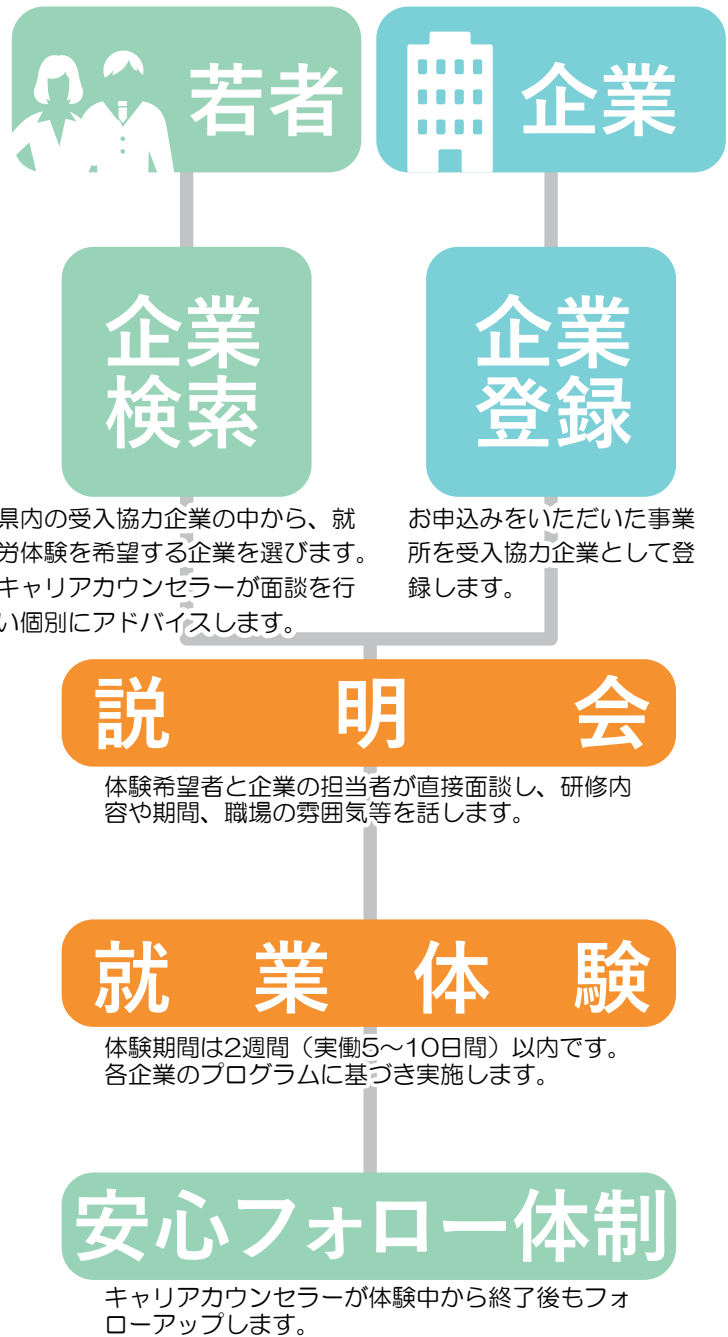 若者
企業
企業
検索
企業
登録
県内の受入協力企業の中から、就
労体験を希望する企業を選びます。
キャリアカウンセラーが面談を行
い個別にアドバイスします。
お申込みをいただいた事業
所を受入協力企業として登
録します。
説明会
体験希望者と企業の担当者が直接面談し、研修内
容や期間、職場の雰囲気等を話します。
就業体験
体験期間は2週間（実働5～10日間）以内です。
各企業のプログラムに基づき実施します。
安心フォロー体制
キャリアカウンセラーが体験中から終了後もフォ
ローアップします。